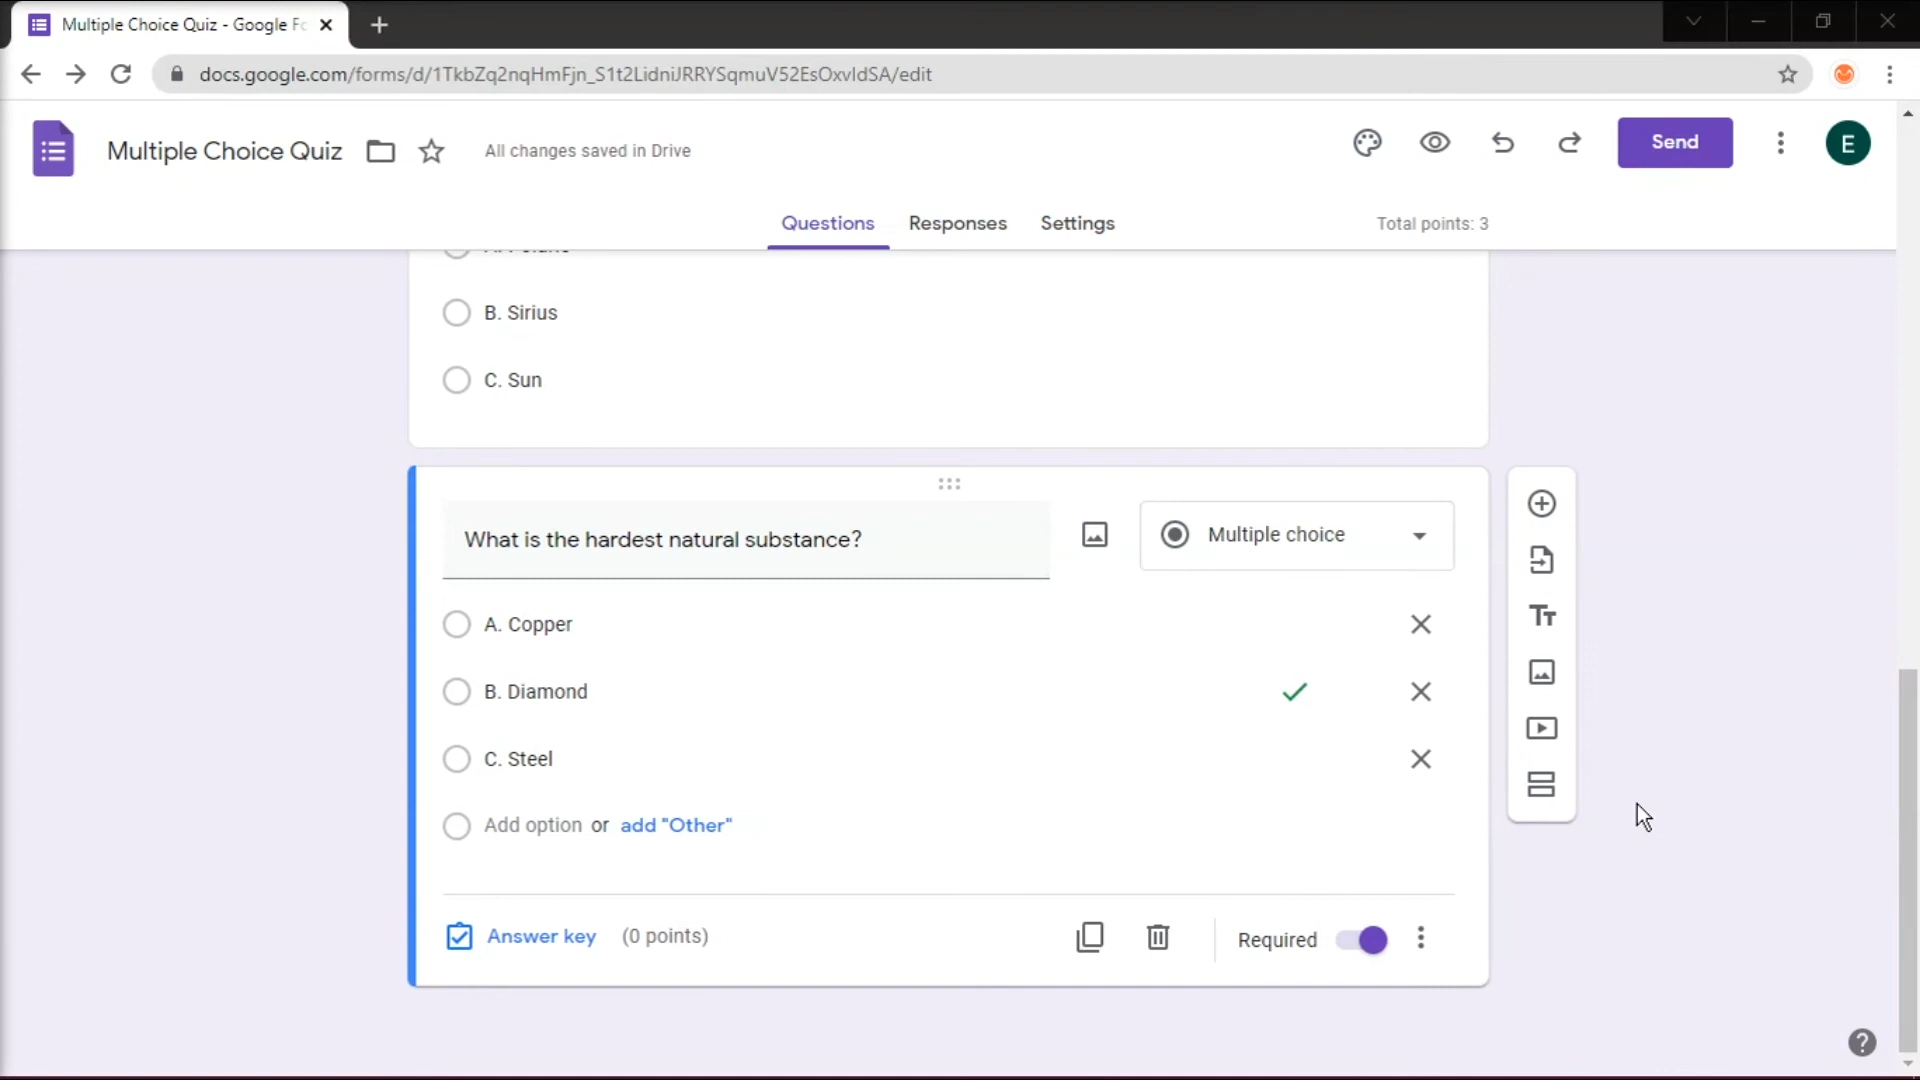 Multiple Choice Quiz - Google Fo
docs.google.com/forms/d/1TkbZq2nqHmFjn_S1t2LidniJRRYSqmuV52EsOxvIdSA/edit
Multiple Choice Quiz
All changes saved in Drive
Send
E
Questions
Responses
Settings
Total points: 3
B. Sirius
C. Sun
What is the hardest natural substance?
Multiple choice
A. Copper
B. Diamond
C. Steel
Add option or add "Other"
Answer key (0 points)
Required